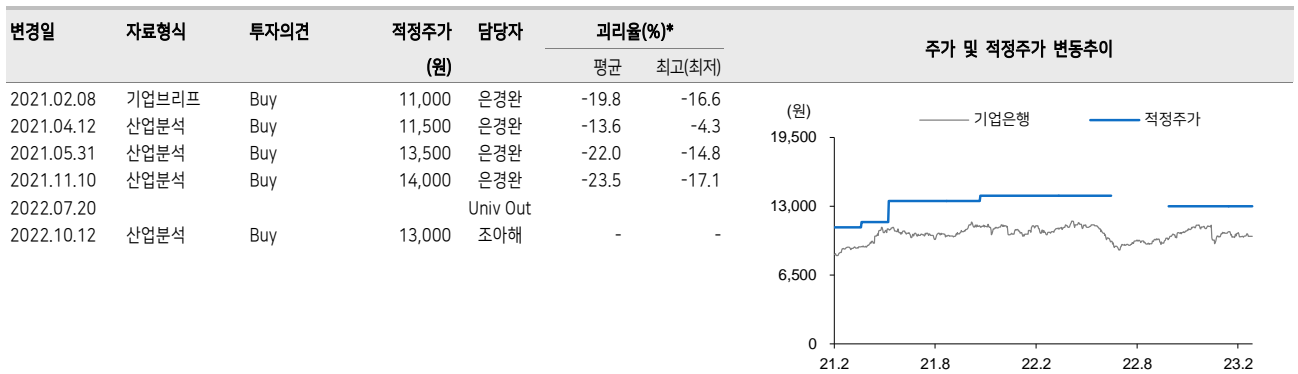 변경일 자료형식 투자의견 적정주가 담당자 괴리율(%)* 주가 및 적정주가 변동추이
(원) 평균 최고(최저)
2021.02.08 기업브리프 Buy 11,000 은경완 -19.8 -16.6
2021.04.12 산업분석 Buy 11,500 은경완 -13.6 -4.3
2021.05.31 산업분석 Buy 13,500 은경완 -22.0 -14.8
2021.11.10 산업분석 Buy 14,000 은경완 -23.5 -17.1
2022.07.20 Univ Out
2022.10.12 산업분석 Buy 13,000 조아해 - -
(원) 기업은행 적정주가
19,500
13,000
6,500
0
21.2 21.8 22.2 22.8 23.2